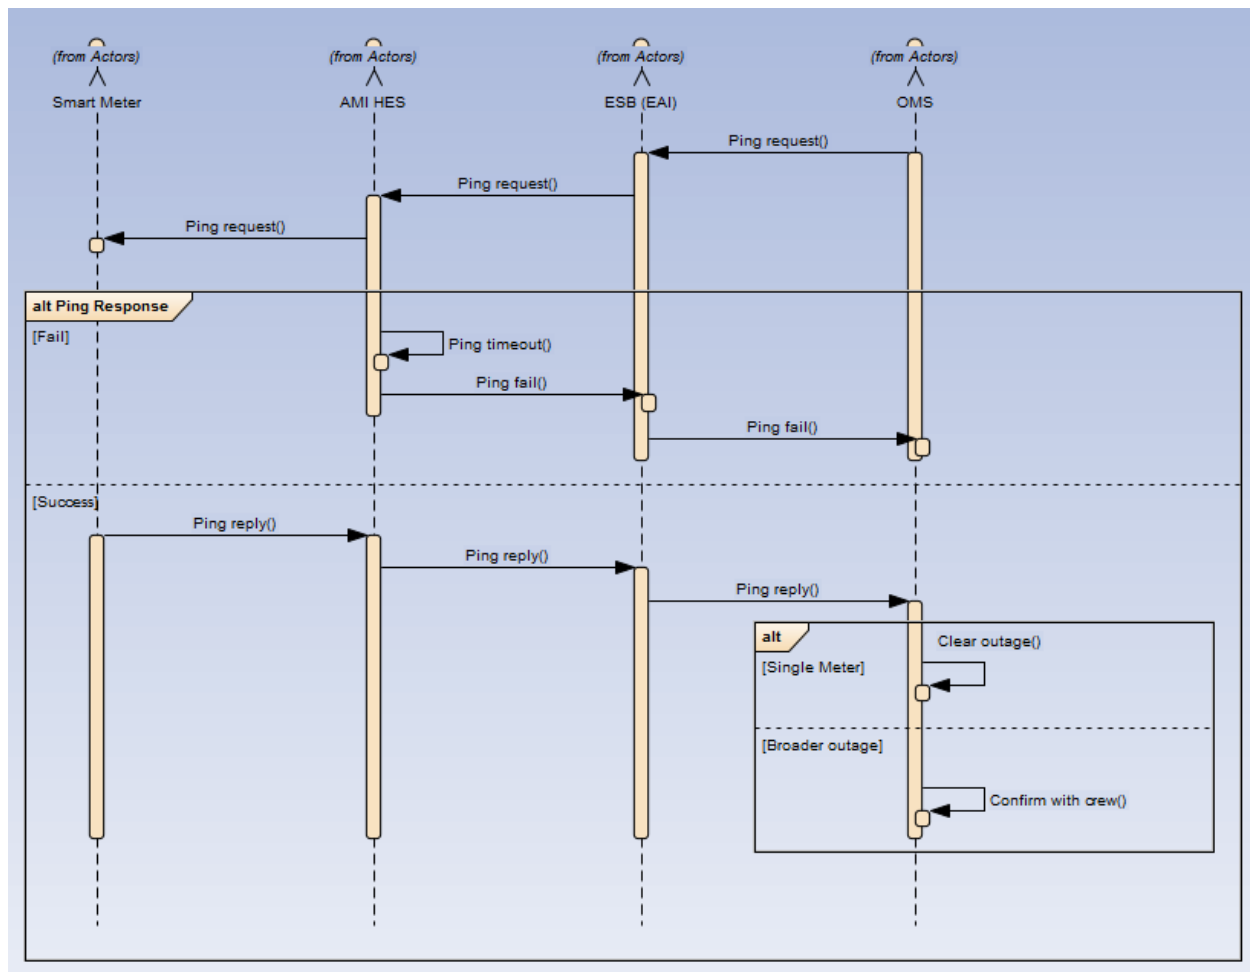 (from Actors)
(from Actors)
(from Actors)
(from Actors)
Smart Meter
AMI HES
ESB (EAI)
OMS
Ping request()
Ping request()
Ping request()
alt Ping Response
[Fail]
Ping timeout()
Ping fail()
Ping fail()
[Success]
Ping reply()
Ping reply()
Ping reply()
alt
Clear outage()
[Single Meter]
[Broader outage]
Confirm with crew()